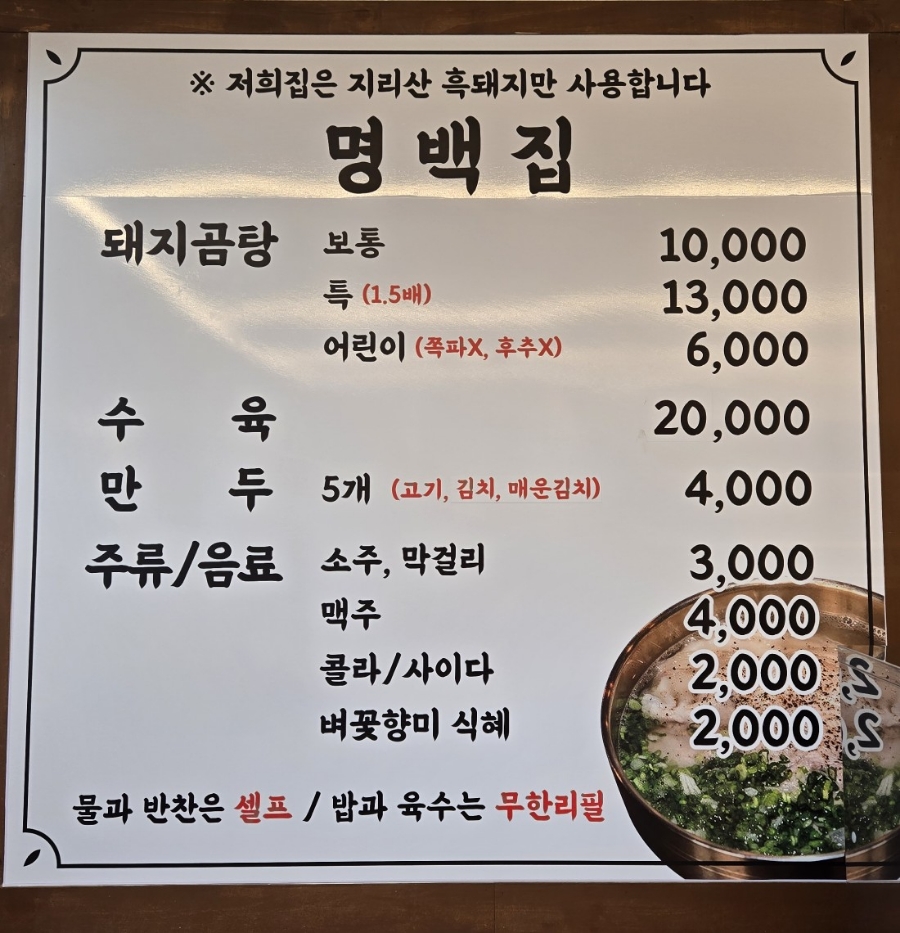 ※ 저희집은 지리산 흑돼지만 사용합니다
명백집
돼지곰탕 보통 10,000
특 (1.5배) 13,000
어린이 (쪽파X, 후추X) 6,000
수 육 20,000
만 두 5개 (고기, 김치, 매운김치) 4,000
주류/음료 소주, 막걸리 3,000
맥주 4,000
콜라/사이다 2,000
벼꽃향미 식혜 2,000
물과 반찬은 셀프 / 밥과 육수는 무한리필